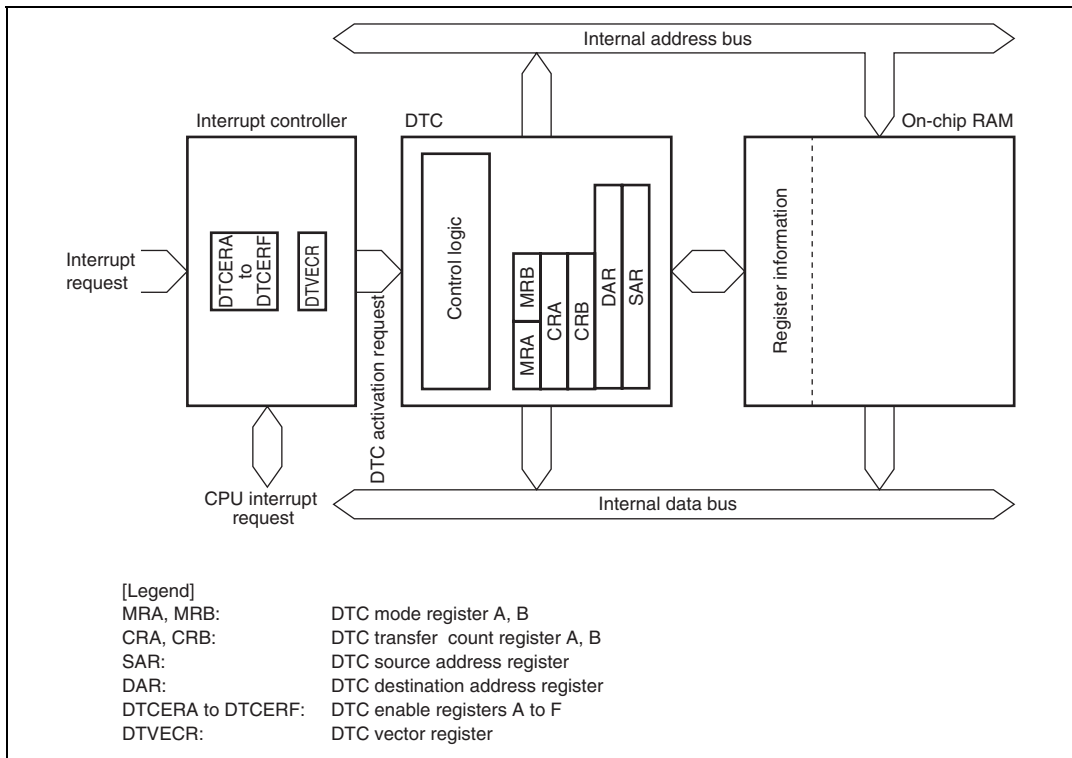 Internal address bus
Interrupt controller
DTC
On-chip RAM
Interrupt
request
DTCERA
to
DTCERF
DTVECR
DTC activation request
Control logic
MRA
MRB
CRA
CRB
DAR
SAR
Register information
CPU interrupt
request
Internal data bus
[Legend]
MRA, MRB: DTC mode register A, B
CRA, CRB: DTC transfer count register A, B
SAR: DTC source address register
DAR: DTC destination address register
DTCERA to DTCERF: DTC enable registers A to F
DTVECR: DTC vector register